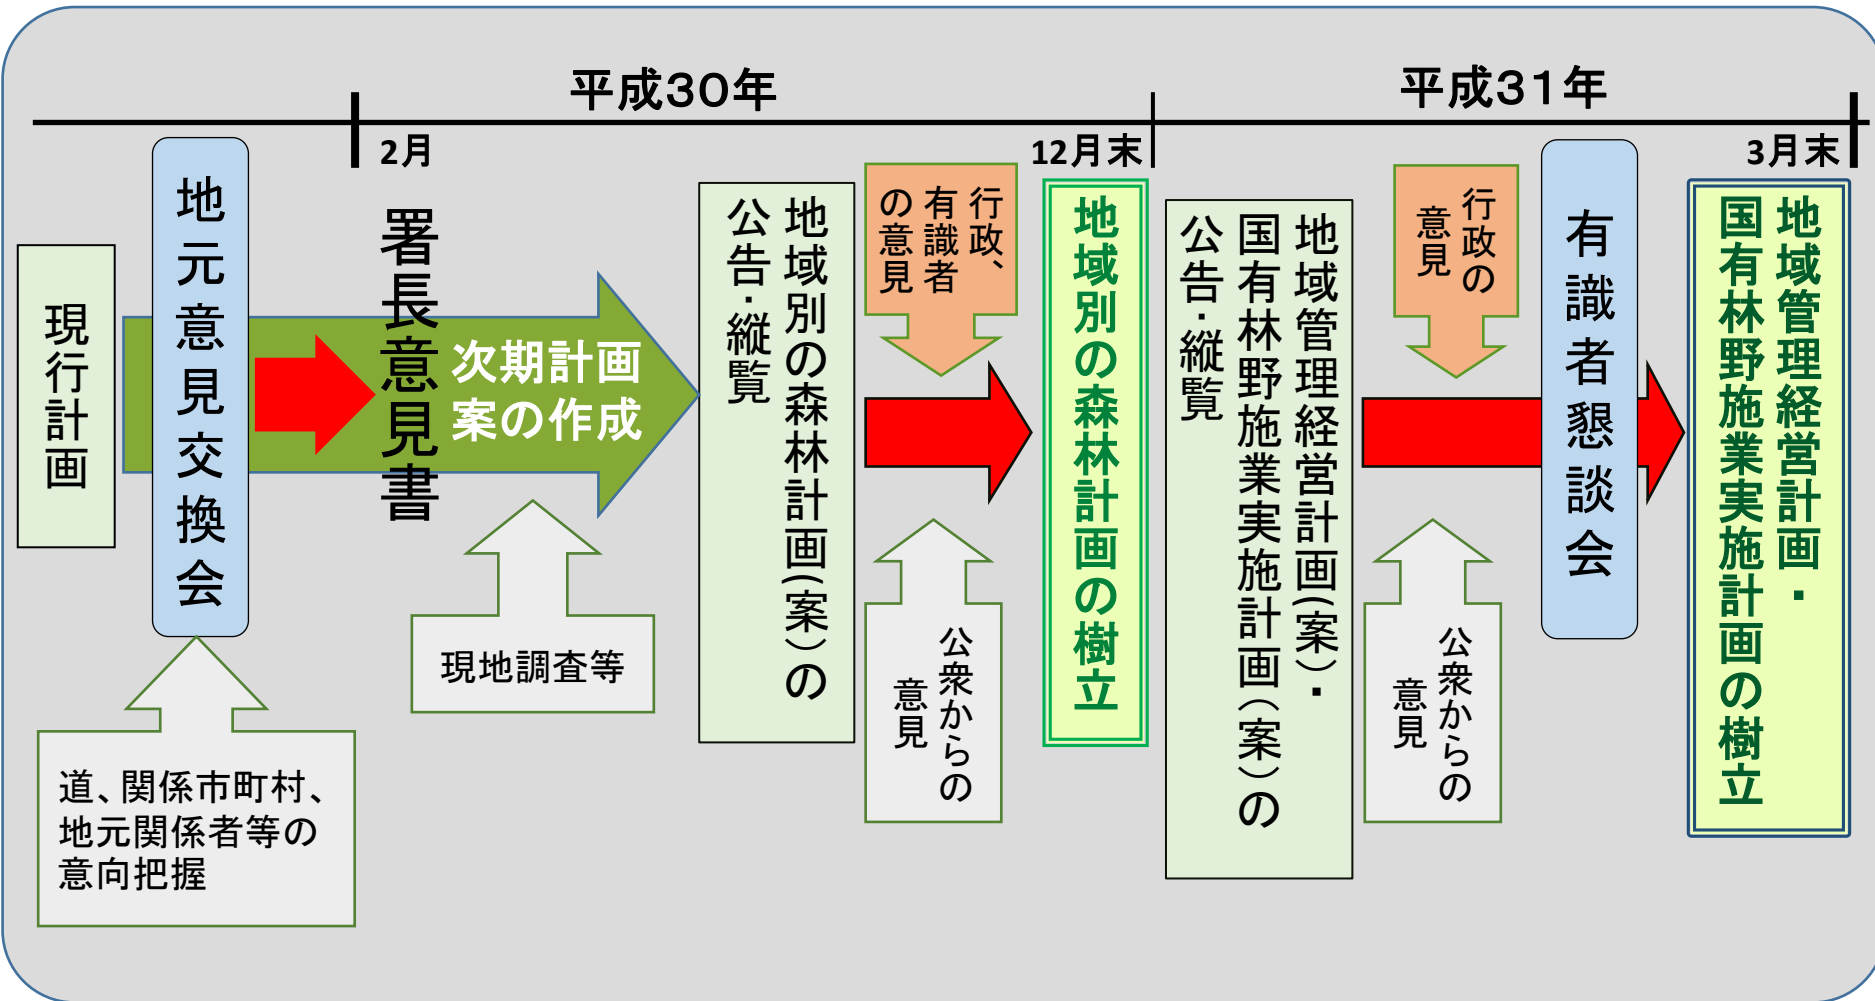 平成30年
平成31年
2月
12月末
3月末
現行計画
地元意見交換会
道、関係市町村、
地元関係者等の
意向把握
署長意見書
次期計画
案の作成
現地調査等
地域別の森林計画(案)の
公告・縦覧
行政、
有識者
の意見
公衆からの
意見
地域別の森林計画の樹立
地域管理経営計画(案)・
国有林野施業実施計画(案)の
公告・縦覧
行政の
意見
公衆からの
意見
有識者懇談会
地域管理経営計画・
国有林野施業実施計画の樹立